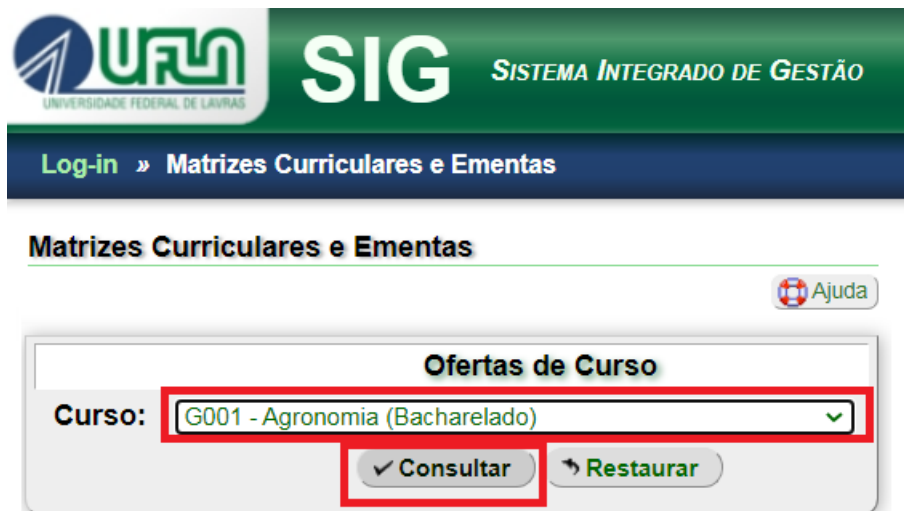 UFLA
UNIVERSIDADE FEDERAL DE LAVRAS
SIG
SISTEMA INTEGRADO DE GESTÃO
Log-in » Matrizes Curriculares e Ementas
Matrizes Curriculares e Ementas
Ajuda
Ofertas de Curso
Curso: G001 - Agronomia (Bacharelado)
Consultar Restaurar